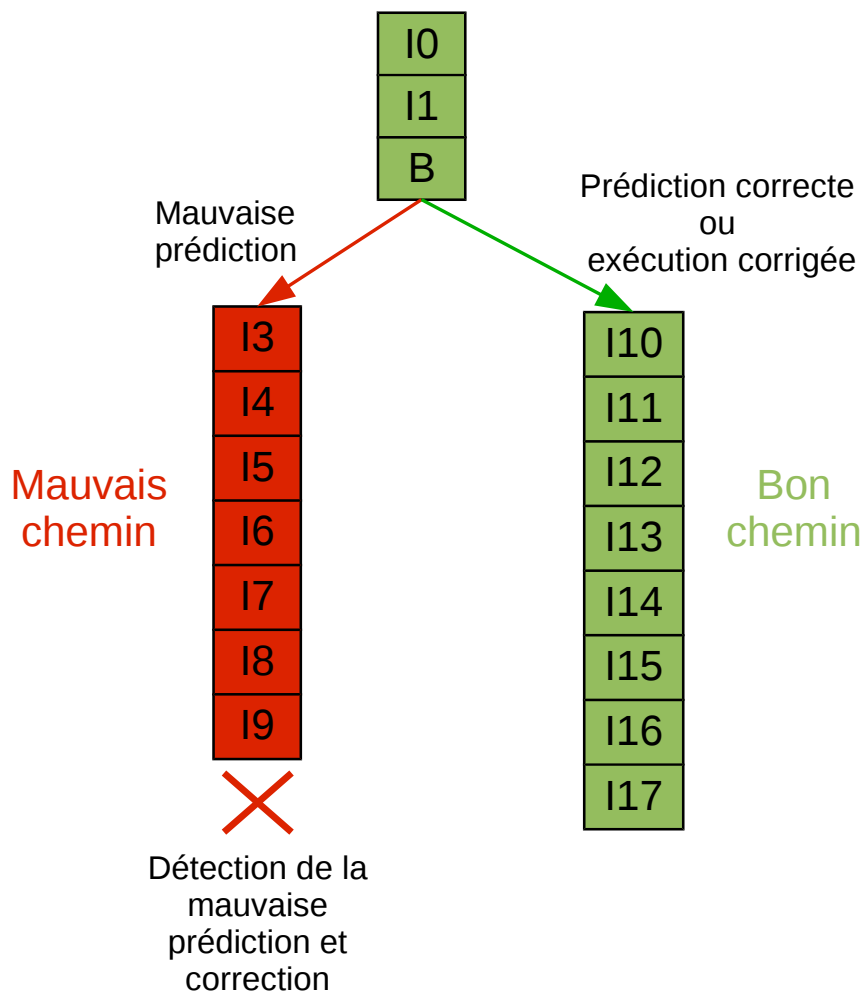 I0
I1
B
Mauvaise
prédiction
Prédiction correcte
ou
exécution corrigée
I3
I4
I5
I6
I7
I8
I9
Mauvais
chemin
I10
I11
I12
I13
I14
I15
I16
I17
Bon
chemin
Détection de la
mauvaise
prédiction et
correction